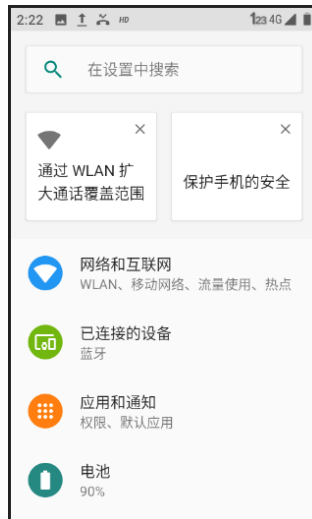 2:22 HD 123 4G
在设置中搜索
通过 WLAN 扩
大通话覆盖范围
保护手机的安全
网络和互联网
WLAN、移动网络、流量使用、热点
已连接的设备
蓝牙
应用和通知
权限、默认应用
电池
90%